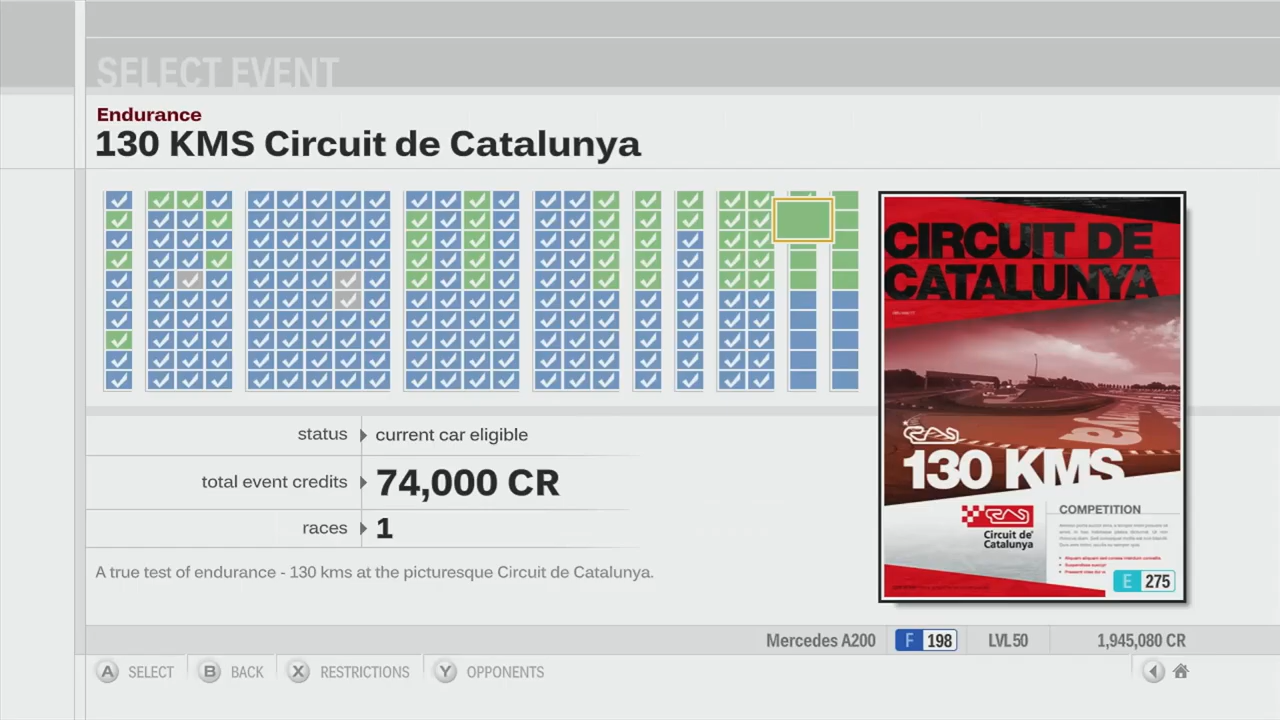 SELECT EVENT
Endurance
130 KMS Circuit de Catalunya
CIRCUIT DE
CATALUNYA
130 KMS
COMPETITION
Circuit de
Catalunya
E 275
status current car eligible
total event credits 74,000 CR
races 1
A true test of endurance - 130 kms at the picturesque Circuit de Catalunya.
Mercedes A200 F 198 LVL50 1,945,080 CR
A SELECT B BACK X RESTRICTIONS Y OPPONENTS